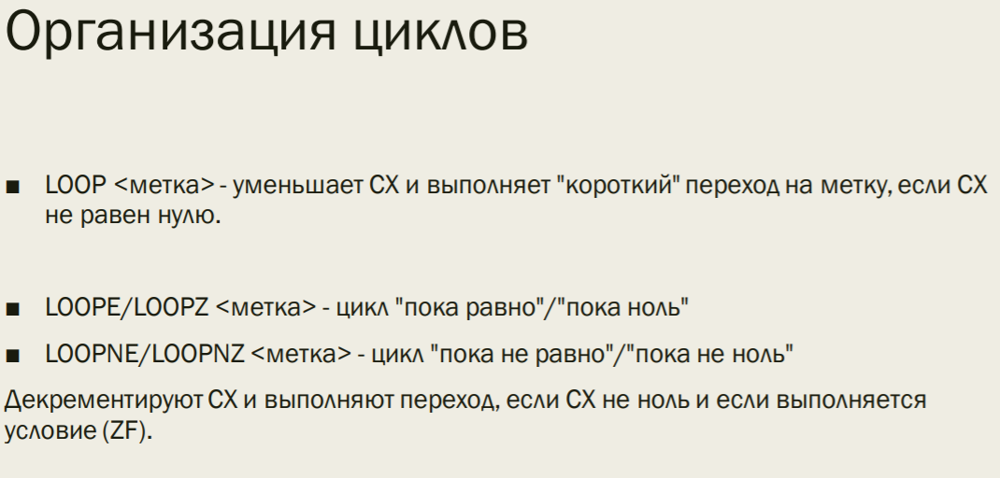 Организация циклов
■ LOOP <метка> - уменьшает CX и выполняет "короткий" переход на метку, если CX
не равен нулю.
■ LOOPE/LOOPZ <метка> - цикл "пока равно"/"пока ноль"
■ LOOPNE/LOOPNZ <метка> - цикл "пока не равно"/"пока не ноль"
Декрементируют CX и выполняют переход, если CX не ноль и если выполняется
условие (ZF).